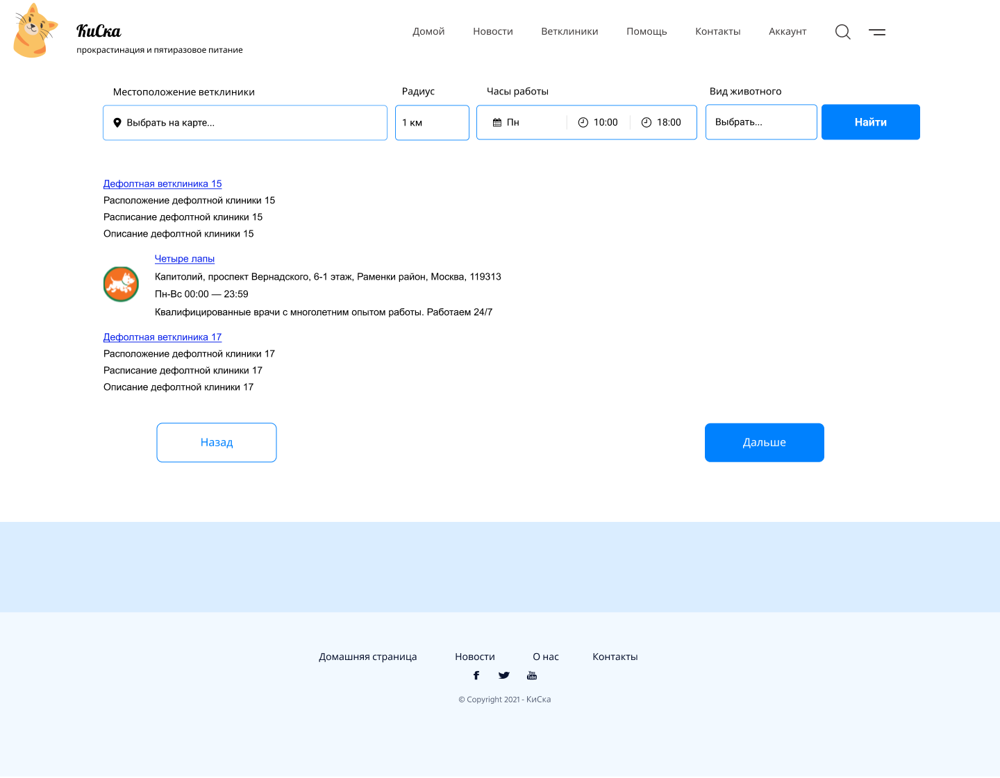 КиСка
прокрастинация и пятиразовое питание
Домой Новости Ветклиники Помощь Контакты Аккаунт
Местоположение ветклиники Радиус Часы работы Вид животного
Выбрать на карте... 1 км Пн 10:00 18:00 Выбрать... Найти
Дефолтная ветклиника 15
Расположение дефолтной клиники 15
Расписание дефолтной клиники 15
Описание дефолтной клиники 15
Четыре лапы
Капитолий, проспект Вернадского, 6-1 этаж, Раменки район, Москва, 119313
Пн-Вс 00:00 — 23:59
Квалифицированные врачи с многолетним опытом работы. Работаем 24/7
Дефолтная ветклиника 17
Расположение дефолтной клиники 17
Расписание дефолтной клиники 17
Описание дефолтной клиники 17
Назад Дальше
Домашняя страница Новости О нас Контакты
You Tube
© Copyright 2021 - КиСка